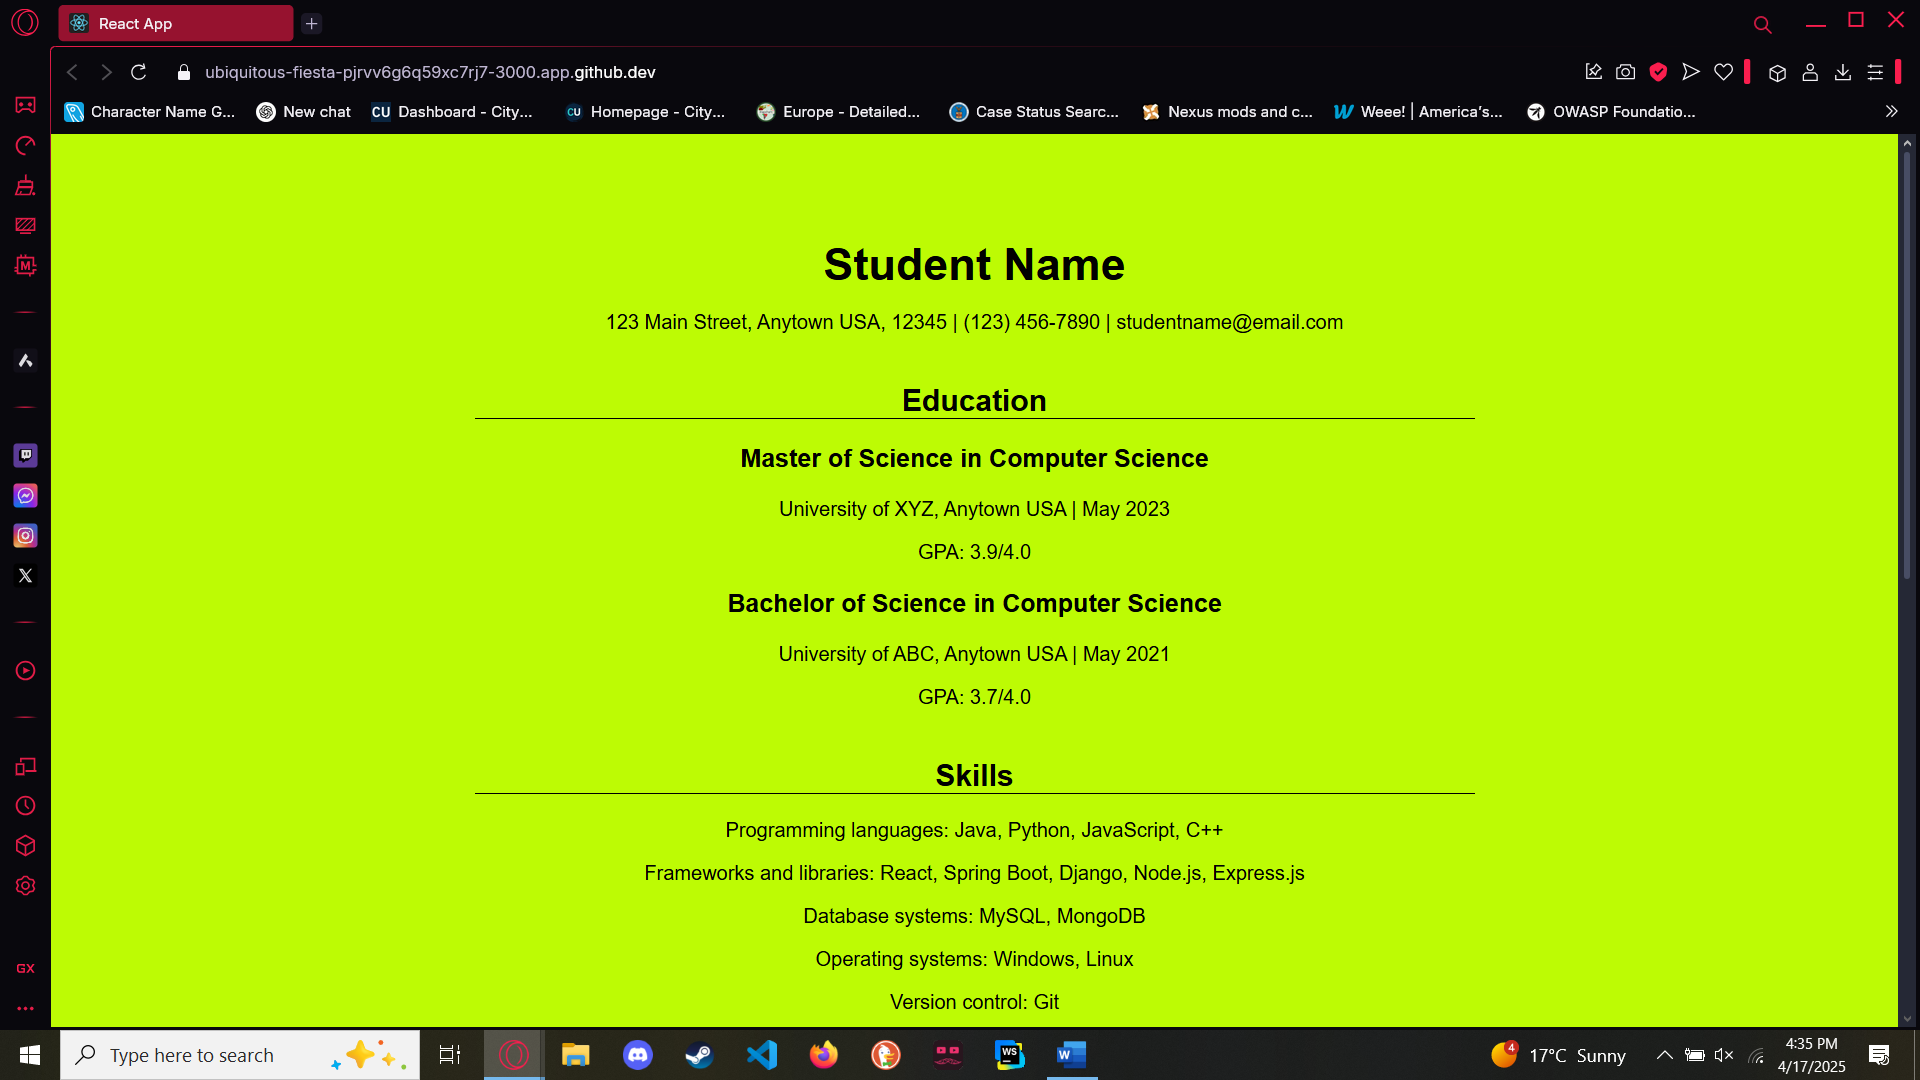 React App
ubiquitous-fiesta-pjrvv6g6q59xc7rj7-3000.app.github.dev
Character Name G... New chat CU Dashboard - City... CU Homepage - City... Europe - Detailed... Case Status Searc... Nexus mods and c... Weee! | America's... OWASP Foundatio...
Student Name
123 Main Street, Anytown USA, 12345 | (123) 456-7890 | studentname@email.com
Education
Master of Science in Computer Science
University of XYZ, Anytown USA | May 2023
GPA: 3.9/4.0
Bachelor of Science in Computer Science
University of ABC, Anytown USA | May 2021
GPA: 3.7/4.0
Skills
Programming languages: Java, Python, JavaScript, C++
Frameworks and libraries: React, Spring Boot, Django, Node.js, Express.js
Database systems: MySQL, MongoDB
Operating systems: Windows, Linux
Version control: Git
M
GX
Type here to search
WS
W
4
17°C Sunny
4:35 PM
4/17/2025